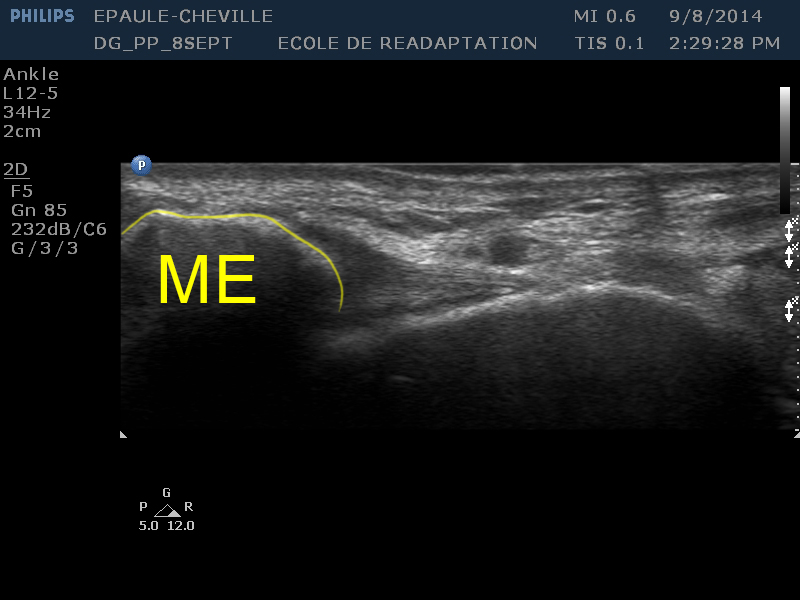 PHILIPS EPAULE-CHEVILLE MI 0.6 9/8/2014
DG_PP_8SEPT ECOLE DE READAPTATION TIS 0.1 2:29:28 PM
Ankle
L12-5
34Hz
2cm
2D
F5
Gn 85
232dB/C6
G/3/3
P
ME
G
P R
5.0 12.0